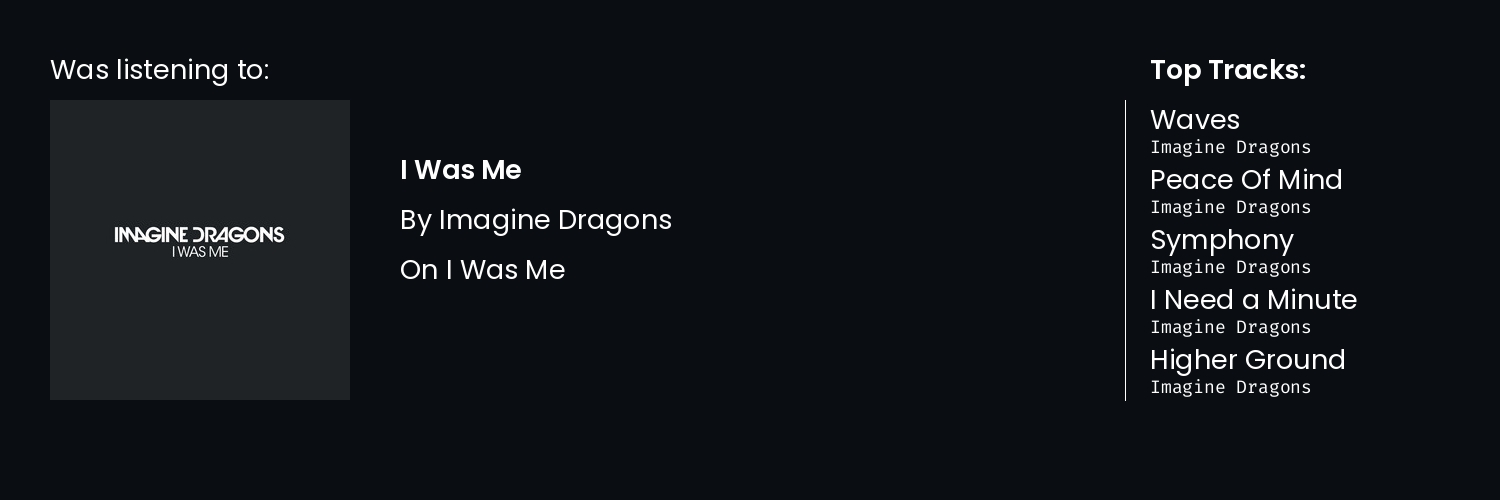 Was listening to:
IMAGINE DRAGONS
I WAS ME
I Was Me
By Imagine Dragons
On I Was Me
Top Tracks:
Waves
Imagine Dragons
Peace Of Mind
Imagine Dragons
Symphony
Imagine Dragons
I Need a Minute
Imagine Dragons
Higher Ground
Imagine Dragons